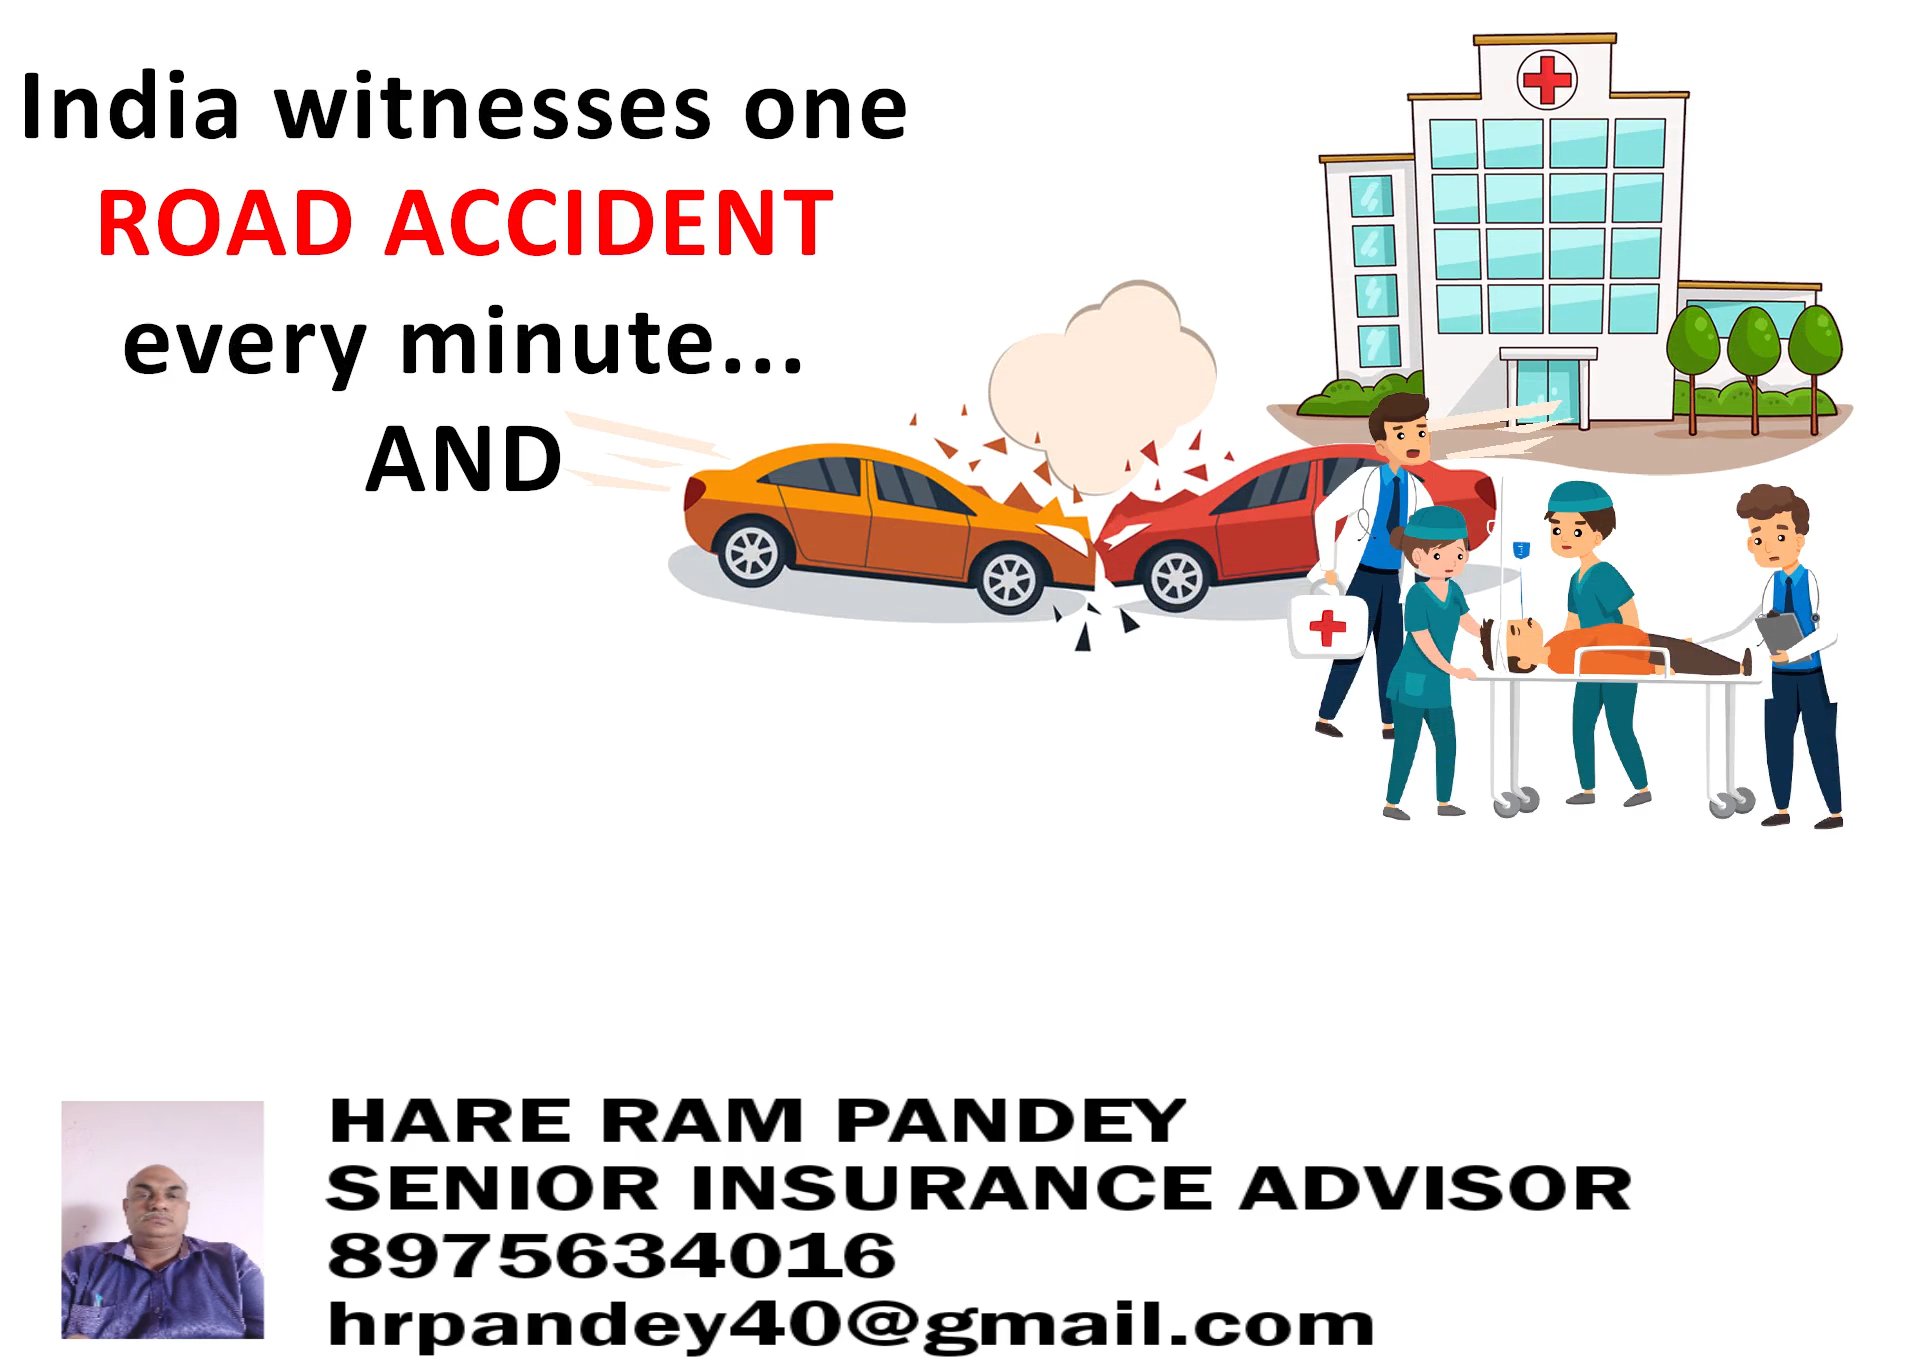 India witnesses one
ROAD ACCIDENT
every minute...
AND
HARE RAM PANDEY
SENIOR INSURANCE ADVISOR
8975634016
hrpandey40@gmail.com